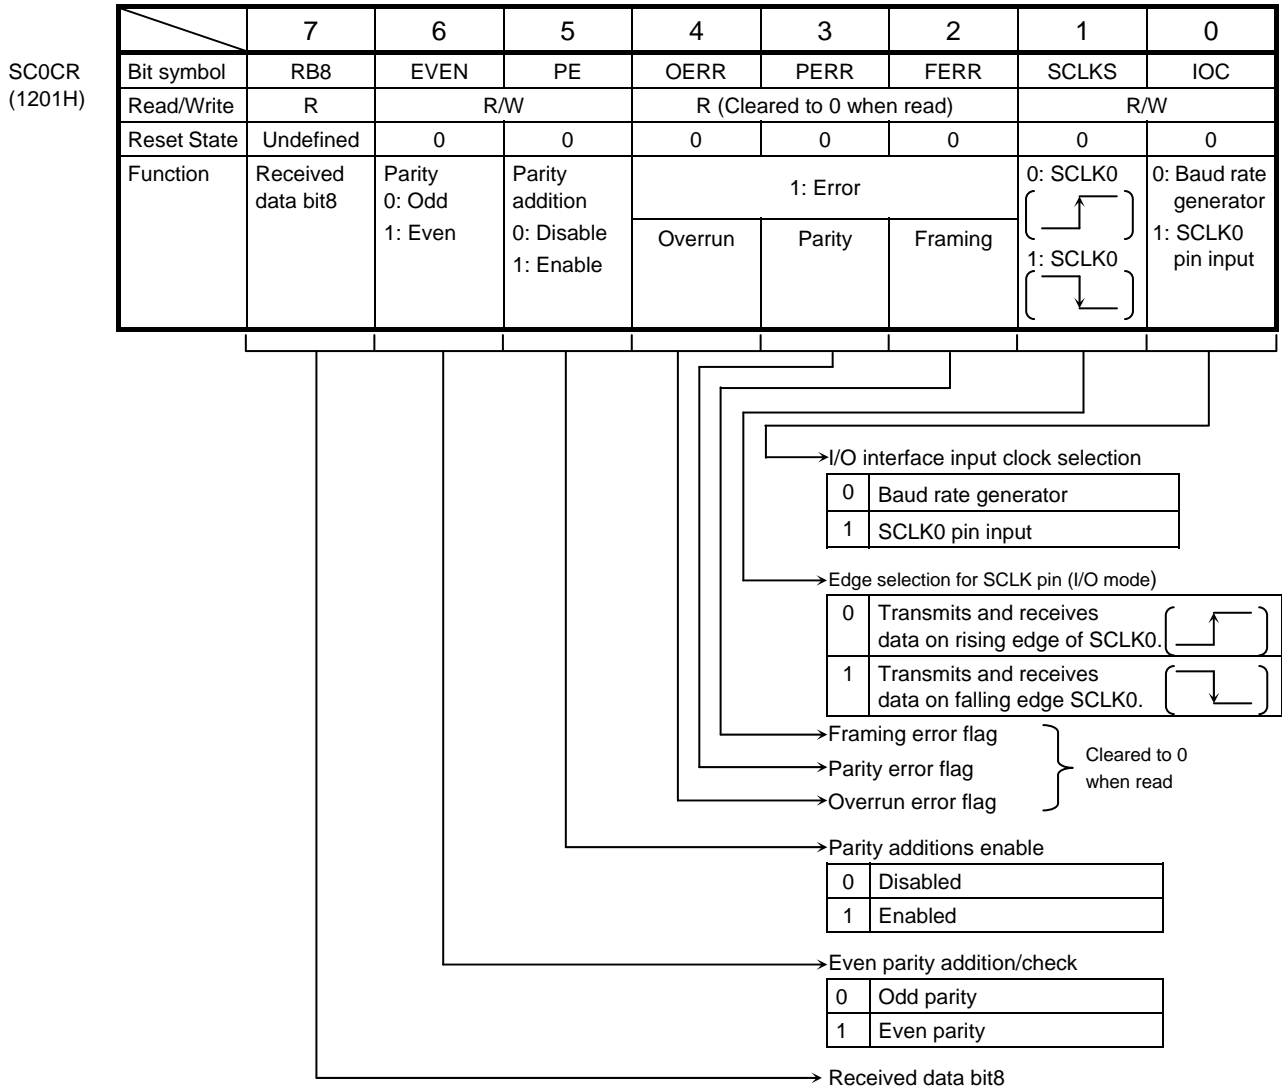 7 6 5 4 3 2 1 0
SC0CR
(1201H)
Bit symbol RB8 EVEN PE OERR PERR FERR SCLKS IOC
Read/Write R R/W R (Cleared to 0 when read) R/W
Reset State Undefined 0 0 0 0 0 0 0
Function
Received
data bit8
Parity
0: Odd
1: Even
Parity
addition
0: Disable
1: Enable
1: Error
Overrun Parity Framing
0: SCLK0
1: SCLK0
0: Baud rate
generator
1: SCLK0
pin input
I/O interface input clock selection
0 Baud rate generator
1 SCLK0 pin input
Edge selection for SCLK pin (I/O mode)
0 Transmits and receives
data on rising edge of SCLK0.
1 Transmits and receives
data on falling edge SCLK0.
Framing error flag
Parity error flag
Overrun error flag
Cleared to 0
when read
Parity additions enable
0 Disabled
1 Enabled
Even parity addition/check
0 Odd parity
1 Even parity
Received data bit8